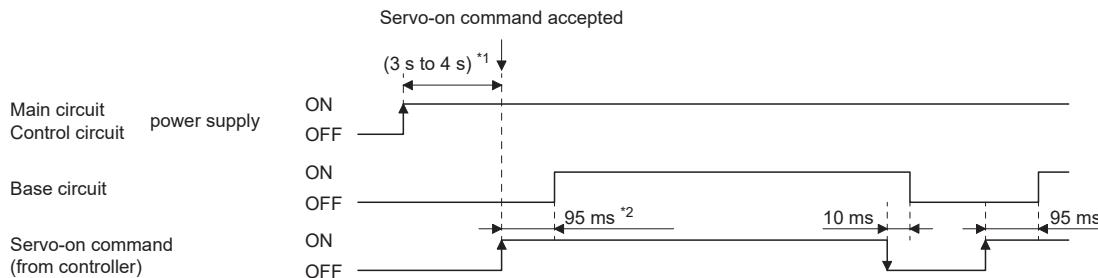 Servo-on command accepted
(3 s to 4 s) *1
Main circuit
Control circuit
power supply
ON
OFF
Base circuit
ON
OFF
95 ms *2
10 ms
95 ms
Servo-on command
(from controller)
ON
OFF